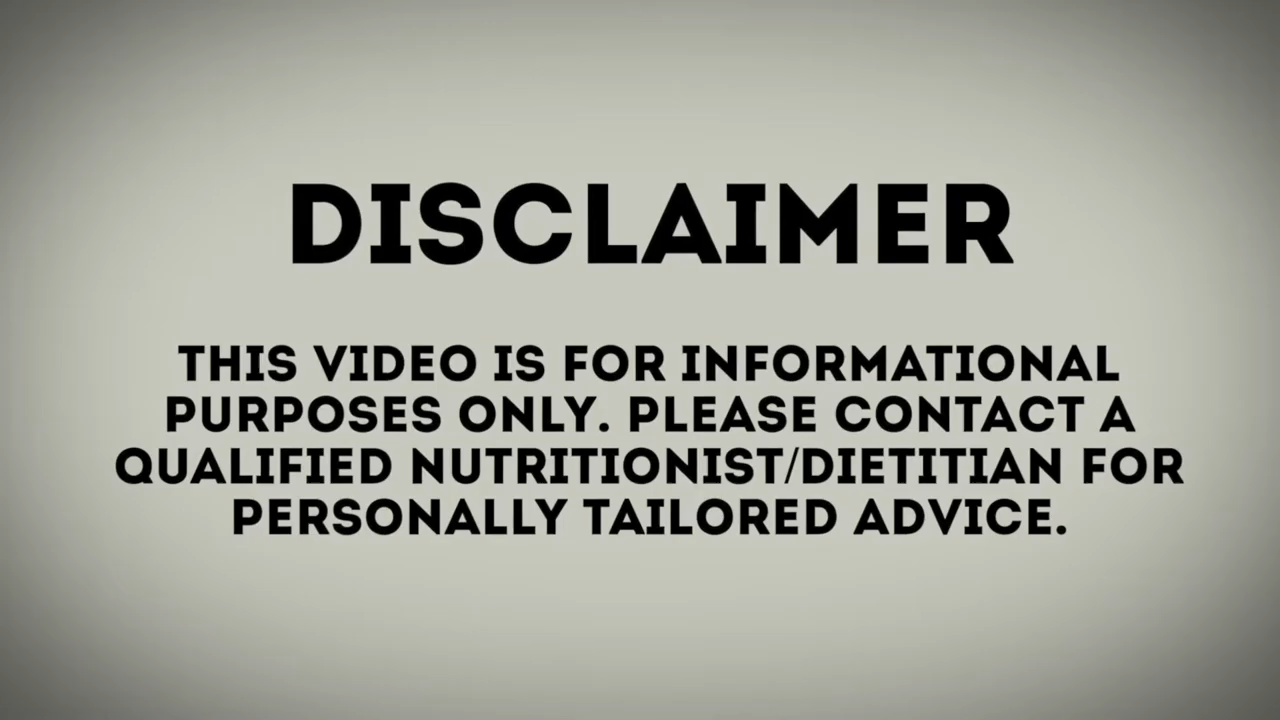 DISCLAIMER
THIS VIDEO IS FOR INFORMATIONAL
PURPOSES ONLY. PLEASE CONTACT A
QUALIFIED NUTRITIONIST/DIETITIAN FOR
PERSONALLY TAILORED ADVICE.